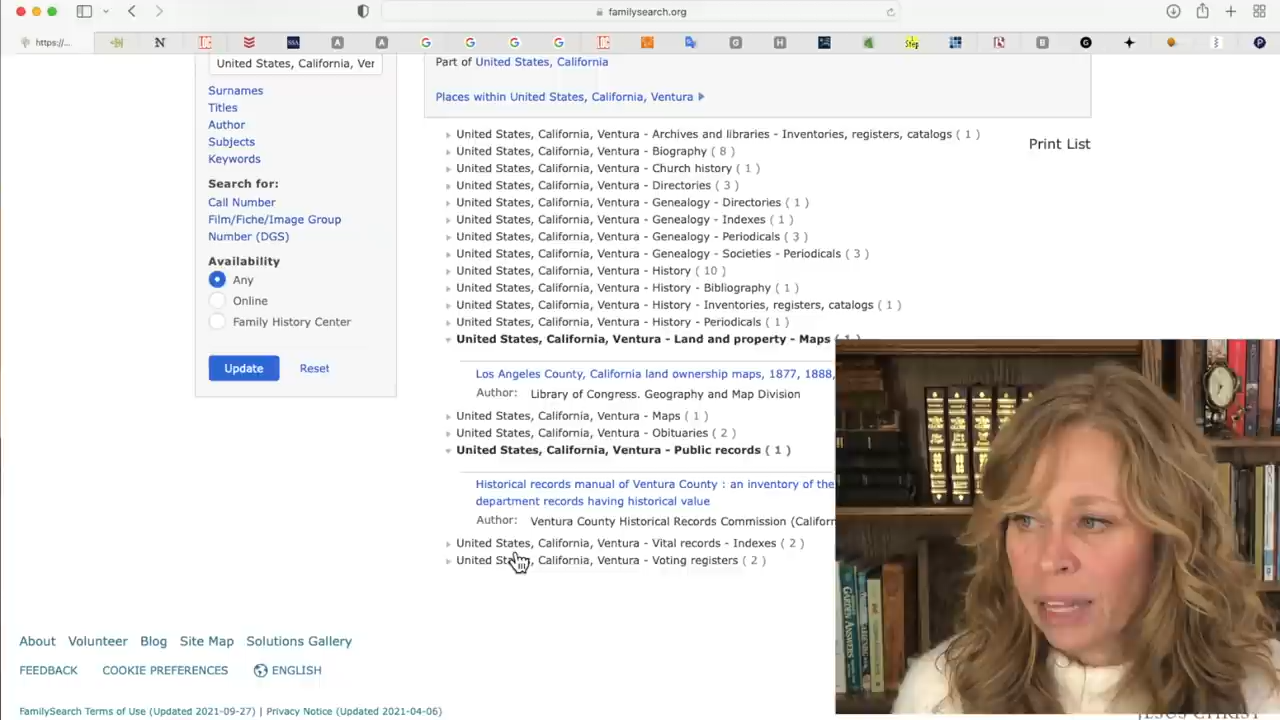 familysearch.org
https://...
United States, California, Ver
Part of United States, California
Surnames
Titles
Author
Subjects
Keywords
Search for:
Call Number
Film/Fiche/Image Group
Number (DGS)
Availability
Any
Online
Family History Center
Update Reset
Places within United States, California, Ventura
Print List
United States, California, Ventura - Archives and libraries - Inventories, registers, catalogs ( 1 )
United States, California, Ventura - Biography ( 8 )
United States, California, Ventura - Church history ( 1 )
United States, California, Ventura - Directories ( 3 )
United States, California, Ventura - Genealogy - Directories ( 1 )
United States, California, Ventura - Genealogy - Indexes ( 1 )
United States, California, Ventura - Genealogy - Periodicals ( 3 )
United States, California, Ventura - Genealogy - Societies - Periodicals ( 3 )
United States, California, Ventura - History ( 10 )
United States, California, Ventura - History - Bibliography ( 1 )
United States, California, Ventura - History - Inventories, registers, catalogs ( 1 )
United States, California, Ventura - History - Periodicals ( 1 )
United States, California, Ventura - Land and property - Maps ( 1 )
Los Angeles County, California land ownership maps, 1877, 1888,
Author: Library of Congress. Geography and Map Division
United States, California, Ventura - Maps ( 1 )
United States, California, Ventura - Obituaries ( 2 )
United States, California, Ventura - Public records ( 1 )
Historical records manual of Ventura County : an inventory of the
department records having historical value
Author: Ventura County Historical Records Commission (Califor
United States, California, Ventura - Vital records - Indexes ( 2 )
United States, California, Ventura - Voting registers ( 2 )
GARDEN ANSWERS
About Volunteer Blog Site Map Solutions Gallery
FEEDBACK COOKIE PREFERENCES ENGLISH
FamilySearch Terms of Use (Updated 2021-09-27) | Privacy Notice (Updated 2021-04-06)
JESUS CHRIST